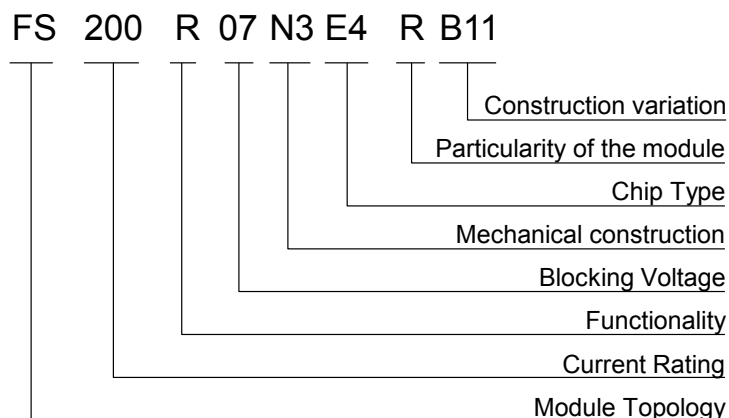 FS 200 R 07 N3 E4 R B11
Construction variation
Particularity of the module
Chip Type
Mechanical construction
Blocking Voltage
Functionality
Current Rating
Module Topology